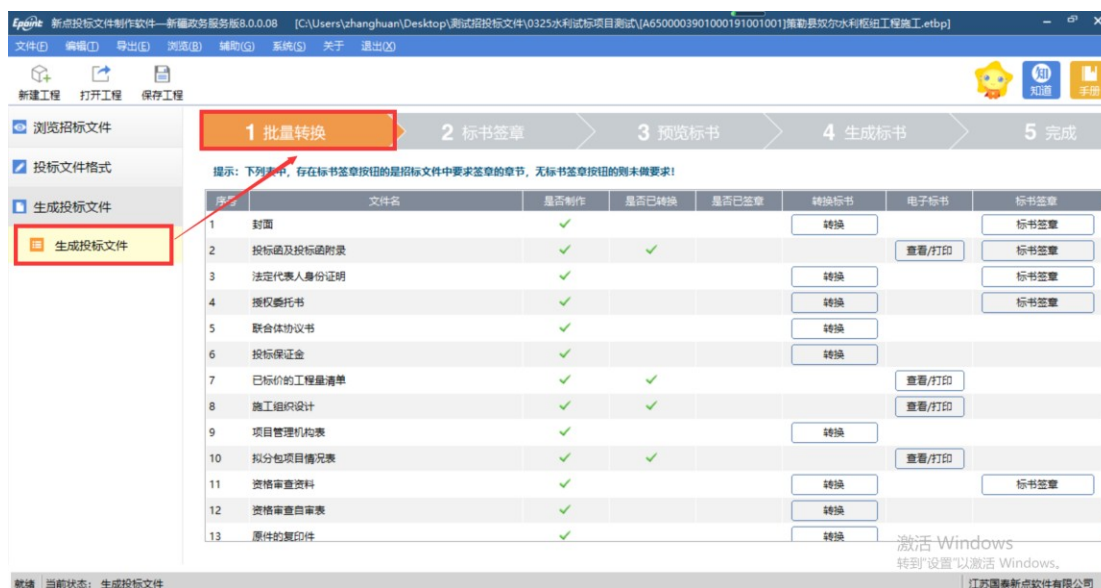 Epoint 新点投标文件制作软件—新疆政务服务版8.0.0.08 [C:\Users\zhanghuan\Desktop\测试招投标文件\0325水利试标项目测试\[A6500003901000191001001]策勒县奴尔水利枢纽工程施工.etbp]
文件(F) 编辑(T) 导出(E) 浏览(B) 辅助(G) 系统(S) 关于 退出(X)
新建工程 打开工程 保存工程 知道 手册
浏览招标文件
投标文件格式
生成投标文件
生成投标文件
1 批量转换 2 标书签章 3 预览标书 4 生成标书 5 完成
提示：下列表中，存在标书签章按钮的是招标文件中要求签章的章节，无标书签章按钮的则未做要求！
序号 文件名 是否制作 是否已转换 是否已签章 转换标书 电子标书 标书签章
1 封面 转换 标书签章
2 投标函及投标函附录 查看/打印 标书签章
3 法定代表人身份证明 转换 标书签章
4 授权委托书 转换 标书签章
5 联合体协议书 转换
6 投标保证金 转换
7 已标价的工程量清单 查看/打印
8 施工组织设计 查看/打印
9 项目管理机构表 转换
10 拟分包项目情况表 查看/打印
11 资格审查资料 转换 标书签章
12 资格审查自审表 转换
13 原件的复印件 转换
激活 Windows
转到"设置"以激活 Windows。
就绪 当前状态：生成投标文件 江苏国泰新点软件有限公司